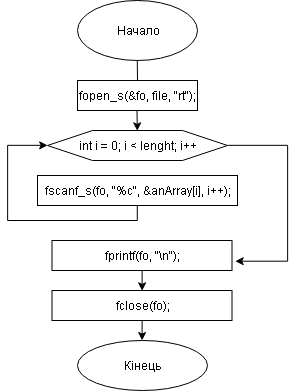 Начало
fopen_s(&fo, file, "rt");
int i = 0; i < lenght; i++
fscanf_s(fo, "%c", &anArray[i], i++);
fprintf(fo, "\n");
fclose(fo);
Кінець